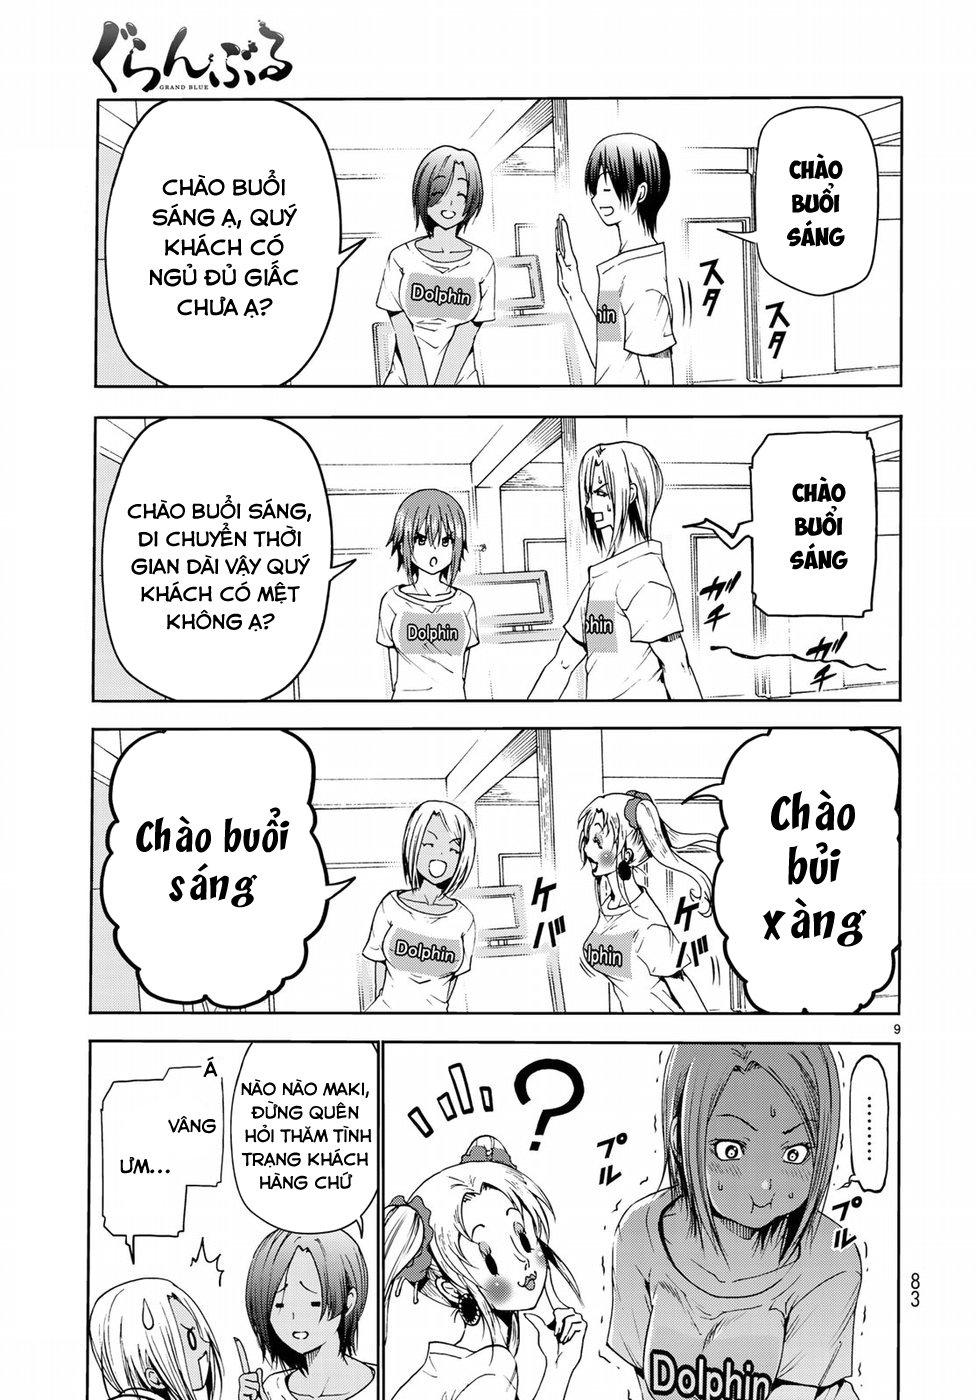 ぐらんぶる
GRAND BLUE
CHÀO
BUỔI
SÁNG
CHÀO BUỔI
SÁNG Ạ, QUÝ
KHÁCH CÓ
NGỦ ĐỦ GIẤC
CHƯA Ạ?
Dolphin
hin
スタ
スタ
CHÀO
BUỔI
SÁNG
CHÀO BUỔI SÁNG,
DI CHUYỂN THỜI
GIAN DÀI VẬY QUÝ
KHÁCH CÓ MỆT
KHÔNG Ạ?
Dolphin
phin
ガチ
ガチ
Chào
bủi
xàng
Chào buổi
sáng
Dolphin
lphin
ケバ
ケバ
9
………
プル
プル
?
Dolphin
NÀO NÀO MAKI,
ĐỪNG QUÊN
HỎI THĂM TÌNH
TRẠNG KHÁCH
HÀNG CHỨ
Á
VÂNG
ƯM...
83